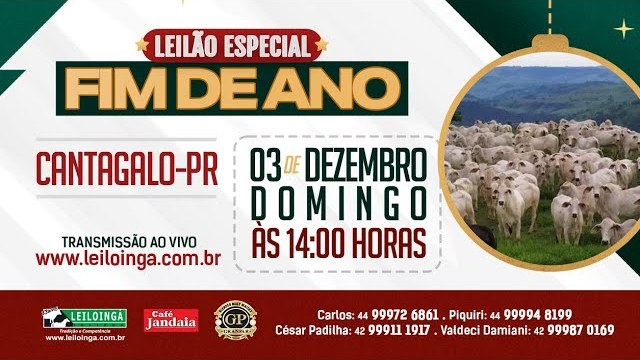 LEILÃO ESPECIAL
FIM DE ANO
CANTAGALO-PR
03 DE DEZEMBRO
DOMINGO
ÀS 14:00 HORAS
TRANSMISSÃO AO VIVO
www.leiloinga.com.br
LEILOINGÁ
Tradição e Competência
www.leiloinga.com.br
Café
Jandaia
GP
GRANPAR
Carlos: 44 99972 6861 . Piquiri: 44 99994 8199
César Padilha: 42 99911 1917 . Valdeci Damiani: 42 99987 0169